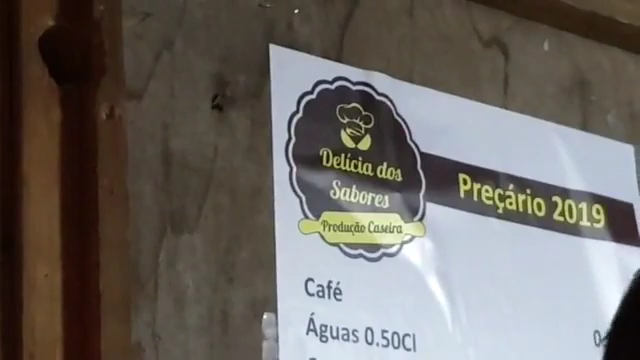 Delícia dos
Sabores
Produção Caseira
Preçário 2019
Café
Águas 0.50Cl